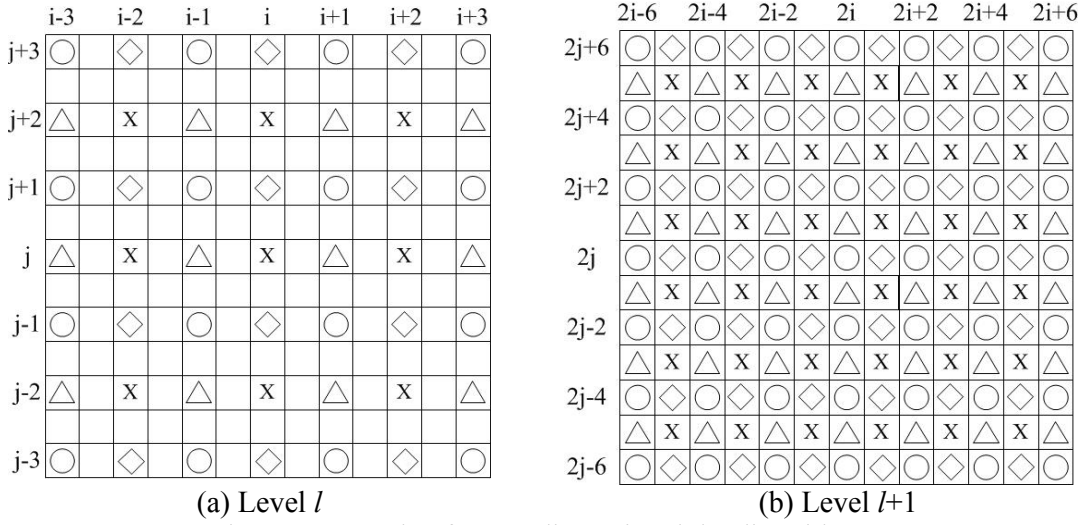 i-3 i-2 i-1 i i+1 i+2 i+3
j+3
j+2 X X X
j+1
j X X X
j-1
j-2 X X X
j-3
(a) Level l
2i-6 2i-4 2i-2 2i 2i+2 2i+4 2i+6
2j+6
X X X X X X
2j+4
X X X X X X
2j+2
X X X X X X
2j
X X X X X X
2j-2
X X X X X X
2j-4
X X X X X X
2j-6
(b) Level l+1